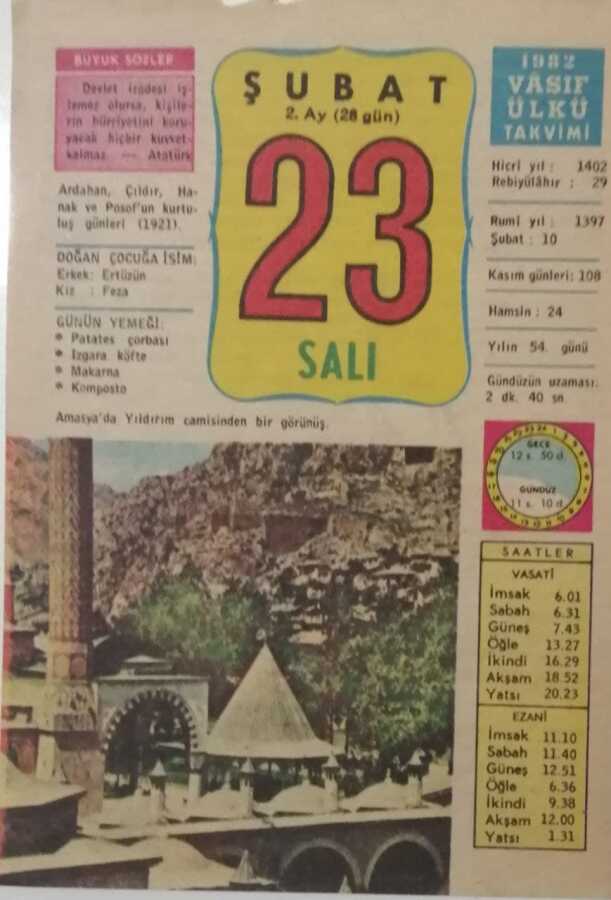 BÜYÜK SÖZLER
Devlet iradesi iş-
lemez olursa, kişile-
rin hürriyetini koru-
yacak hiçbir kuvvet
kalmaz. — Atatürk
Ardahan, Çıldır, Ha-
nak ve Posof'un kurtu-
luş günleri (1921).
DOĞAN ÇOCUĞA İSİM:
Erkek: Ertüzün
Kız : Feza
GÜNÜN YEMEĞİ:
* Patates çorbası
* Izgara köfte
* Makarna
* Komposto
ŞUBAT
2. Ay (28 gün)
23
SALI
1982
VÂSIF
ÜLKÜ
TAKVİMİ
Hicri yıl : 1402
Rebiyülâhır : 29
Rumi yıl : 1397
Şubat : 10
Kasım günleri: 108
Hamsin : 24
Yılın 54. günü
Gündüzün uzaması:
2 dk. 40 sn.
Amasya'da Yıldırım camisinden bir görünüş.
GECE
12 s. 50 d.
GÜNDÜZ
11 s. 10 d.
SAATLER
VASATİ
İmsak 6.01
Sabah 6.31
Güneş 7.43
Öğle 13.27
İkindi 16.29
Akşam 18.52
Yatsı 20.23
EZANİ
İmsak 11.10
Sabah 11.40
Güneş 12.51
Öğle 6.36
İkindi 9.38
Akşam 12.00
Yatsı 1.31